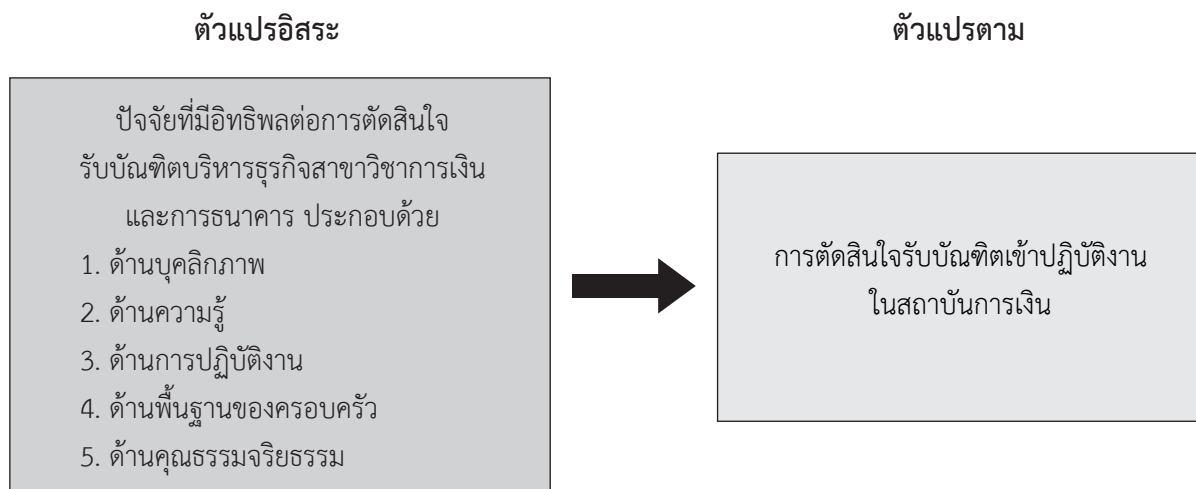 ตัวแปรอิสระ
ปัจจัยที่มีอิทธิพลต่อการตัดสินใจ
รับบัณฑิตบริหารธุรกิจสาขาวิชาการเงิน
และการธนาคาร ประกอบด้วย
1. ด้านบุคลิกภาพ
2. ด้านความรู้
3. ด้านการปฏิบัติงาน
4. ด้านพื้นฐานของครอบครัว
5. ด้านคุณธรรมจริยธรรม
ตัวแปรตาม
การตัดสินใจรับบัณฑิตเข้าปฏิบัติงาน
ในสถาบันการเงิน